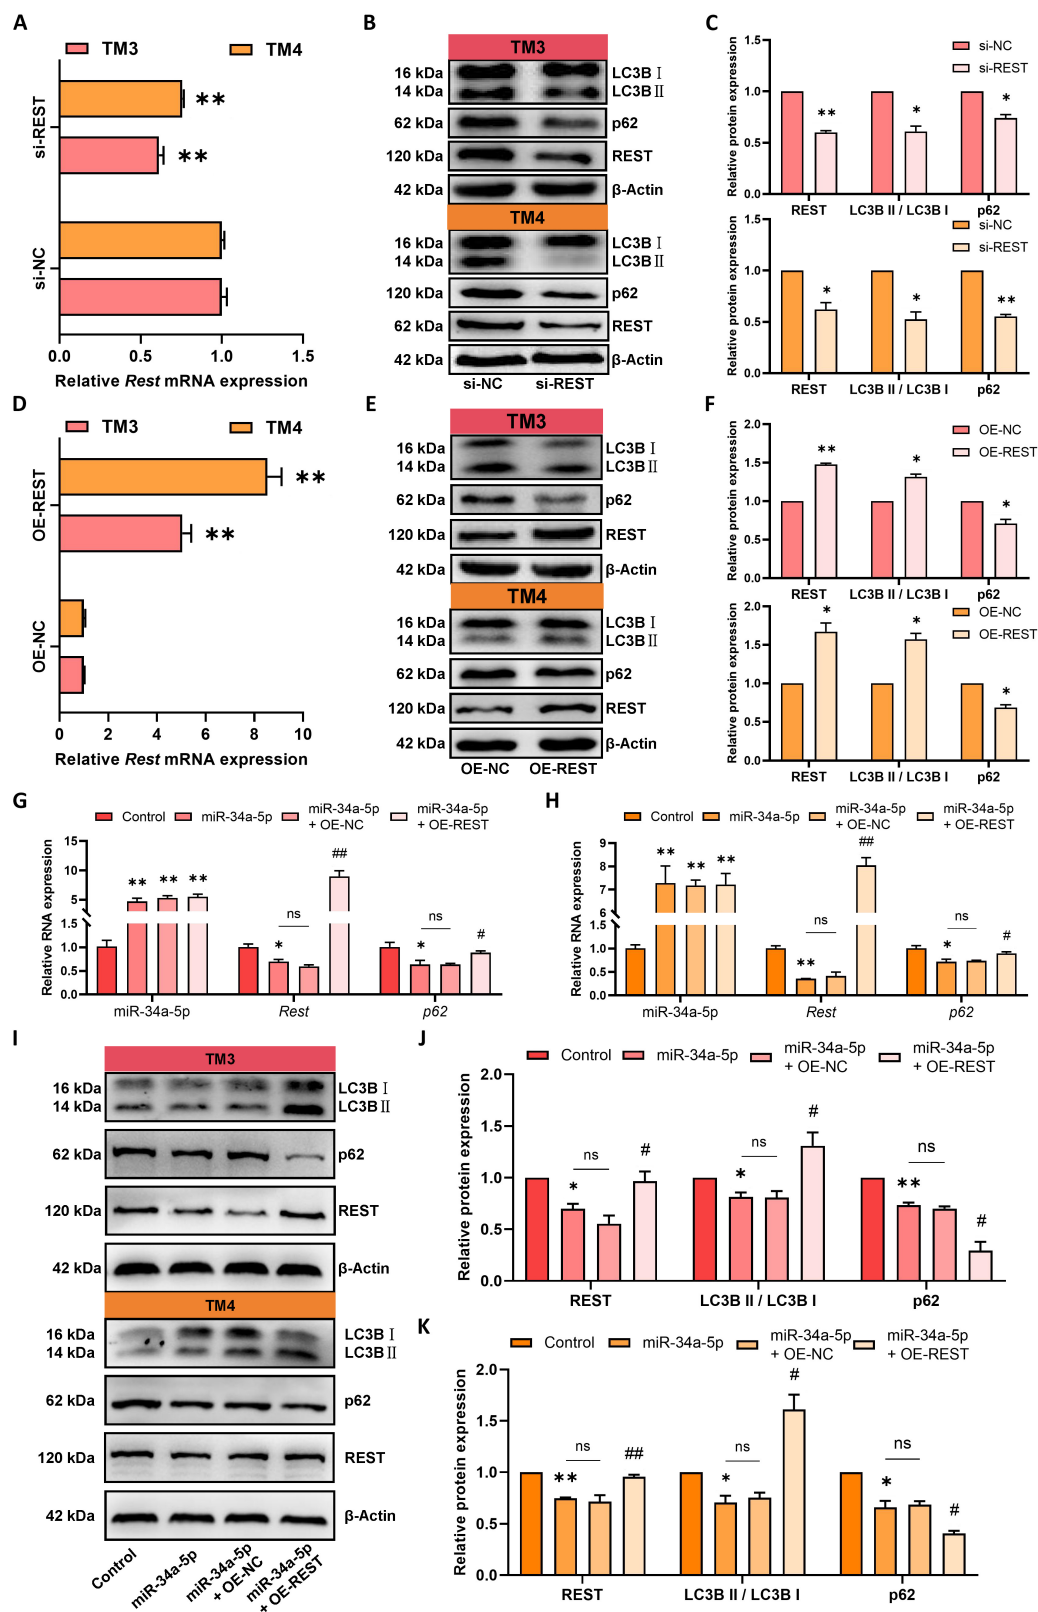 A
TM3
TM4
si-REST
**
**
si-NC
0.0
0.5
1.0
1.5
Relative Rest mRNA expression
B
TM3
16 kDa
LC3B Ⅰ
14 kDa
LC3B Ⅱ
62 kDa
p62
120 kDa
REST
42 kDa
β-Actin
TM4
16 kDa
LC3B Ⅰ
14 kDa
LC3B Ⅱ
120 kDa
p62
62 kDa
REST
42 kDa
β-Actin
si-NC
si-REST
C
Relative protein expression
1.5
1.0
0.5
0.0
si-NC
si-REST
**
*
*
REST
LC3B II / LC3B I
p62
Relative protein expression
1.5
1.0
0.5
0.0
si-NC
si-REST
*
*
**
REST
LC3B II / LC3B I
p62
D
TM3
TM4
OE-REST
**
**
OE-NC
0
2
4
6
8
10
Relative Rest mRNA expression
E
TM3
16 kDa
LC3B Ⅰ
14 kDa
LC3B Ⅱ
62 kDa
p62
120 kDa
REST
42 kDa
β-Actin
TM4
16 kDa
LC3B Ⅰ
14 kDa
LC3B Ⅱ
62 kDa
p62
120 kDa
REST
42 kDa
β-Actin
OE-NC
OE-REST
F
Relative protein expression
2.0
1.5
1.0
0.5
0.0
OE-NC
OE-REST
**
*
*
REST
LC3B II / LC3B I
p62
Relative protein expression
2.0
1.5
1.0
0.5
0.0
OE-NC
OE-REST
*
*
*
REST
LC3B II / LC3B I
p62
G
Control
miR-34a-5p
miR-34a-5p
+ OE-NC
miR-34a-5p
+ OE-REST
Relative RNA expression
15
10
5
1.5
1.0
0.5
0.0
**
**
**
*
ns
##
*
ns
#
miR-34a-5p
Rest
p62
H
Control
miR-34a-5p
miR-34a-5p
+ OE-NC
miR-34a-5p
+ OE-REST
Relative RNA expression
9
8
7
6
1.5
1.0
0.5
0.0
**
**
**
**
ns
##
*
ns
#
miR-34a-5p
Rest
p62
I
TM3
16 kDa
LC3B Ⅰ
14 kDa
LC3B Ⅱ
62 kDa
p62
120 kDa
REST
42 kDa
β-Actin
TM4
16 kDa
LC3B Ⅰ
14 kDa
LC3B Ⅱ
62 kDa
p62
120 kDa
REST
42 kDa
β-Actin
Control
miR-34a-5p
miR-34a-5p
+ OE-NC
miR-34a-5p
+ OE-REST
J
Control
miR-34a-5p
miR-34a-5p
+ OE-NC
miR-34a-5p
+ OE-REST
Relative protein expression
2.0
1.5
1.0
0.5
0.0
*
ns
#
*
ns
#
**
ns
#
REST
LC3B II / LC3B I
p62
K
Control
miR-34a-5p
miR-34a-5p
+ OE-NC
miR-34a-5p
+ OE-REST
Relative protein expression
2.0
1.5
1.0
0.5
0.0
**
ns
##
*
ns
#
*
ns
#
REST
LC3B II / LC3B I
p62